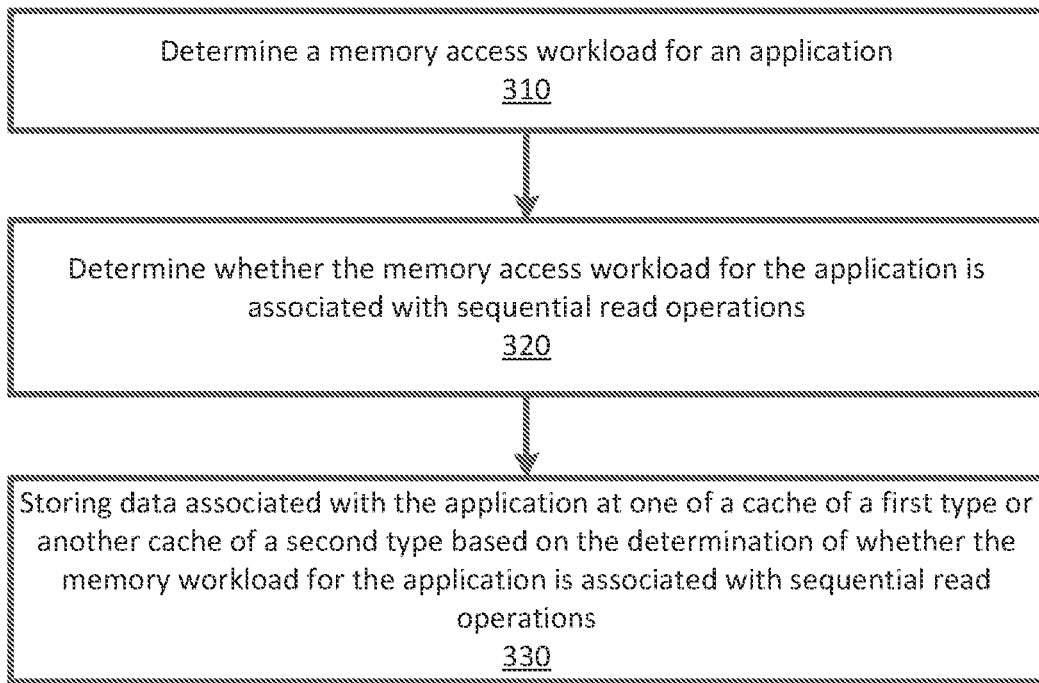 Determine a memory access workload for an application
310
Determine whether the memory access workload for the application is
associated with sequential read operations
320
Storing data associated with the application at one of a cache of a first type or
another cache of a second type based on the determination of whether the
memory workload for the application is associated with sequential read
operations
330